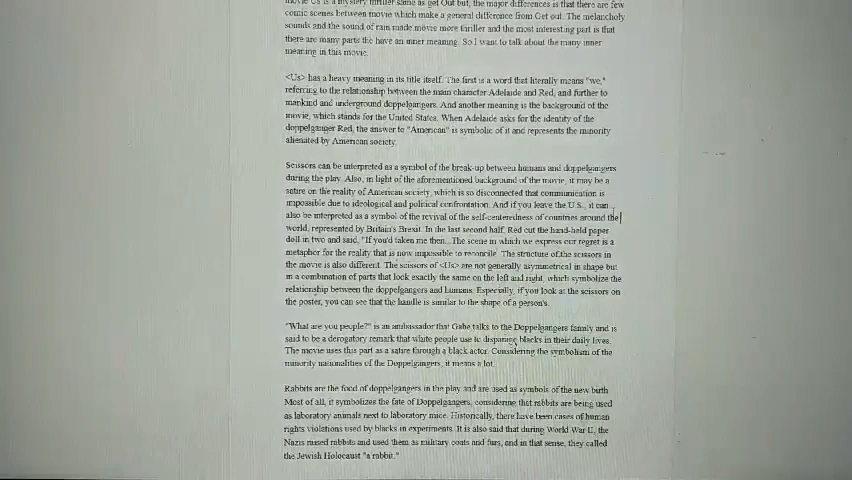 movie Us is a mystery thriller same as get Out but, the major differences is that there are few
comic scenes between movie which make a general difference from Get out. The melancholy
sounds and the sound of rain made movie more thriller and the most interesting part is that
there are many parts the have an inner meaning. So I want to talk about the many inner
meaning in this movie.
<Us> has a heavy meaning in its title itself. The first is a word that literally means "we,"
referring to the relationship between the main character Adelaide and Red, and further to
mankind and underground doppelgangers. And another meaning is the background of the
movie, which stands for the United States. When Adelaide asks for the identity of the
doppelganger Red, the answer to "American" is symbolic of it and represents the minority
alienated by American society.
Scissors can be interpreted as a symbol of the break-up between humans and doppelgangers
during the play. Also, in light of the aforementioned background of the movie, it may be a
satire on the reality of American society, which is so disconnected that communication is
impossible due to ideological and political confrontation. And if you leave the U.S., it can
also be interpreted as a symbol of the revival of the self-centeredness of countries around the
world, represented by Britain's Brexit. In the last second half, Red cut the hand-held paper
doll in two and said, "If you'd taken me then... The scene in which we express our regret is a
metaphor for the reality that is now impossible to reconcile. The structure of the scissors in
the movie is also different. The scissors of <Us> are not generally asymmetrical in shape but
in a combination of parts that look exactly the same on the left and right, which symbolize the
relationship between the doppelgangers and humans. Especially, if you look at the scissors on
the poster, you can see that the handle is similar to the shape of a person's.
"What are you people?" is an ambassador that Gabe talks to the Doppelgangers family and is
said to be a derogatory remark that white people use to disparing blacks in their daily lives.
The movie uses this part as a satire through a black actor. Considering the symbolism of the
minority nationalities of the Doppelgangers, it means a lot.
Rabbits are the food of doppelgangers in the play and are used as symbols of the new birth
Most of all, it symbolizes the fate of Doppelgangers, considering that rabbits are being used
as laboratory animals next to laboratory mice. Historically, there have been cases of human
rights violations used by blacks in experiments. It is also said that during World War II, the
Nazis raised rabbits and used them as military coats and furs, and in that sense, they called
the Jewish Holocaust "a rabbit."